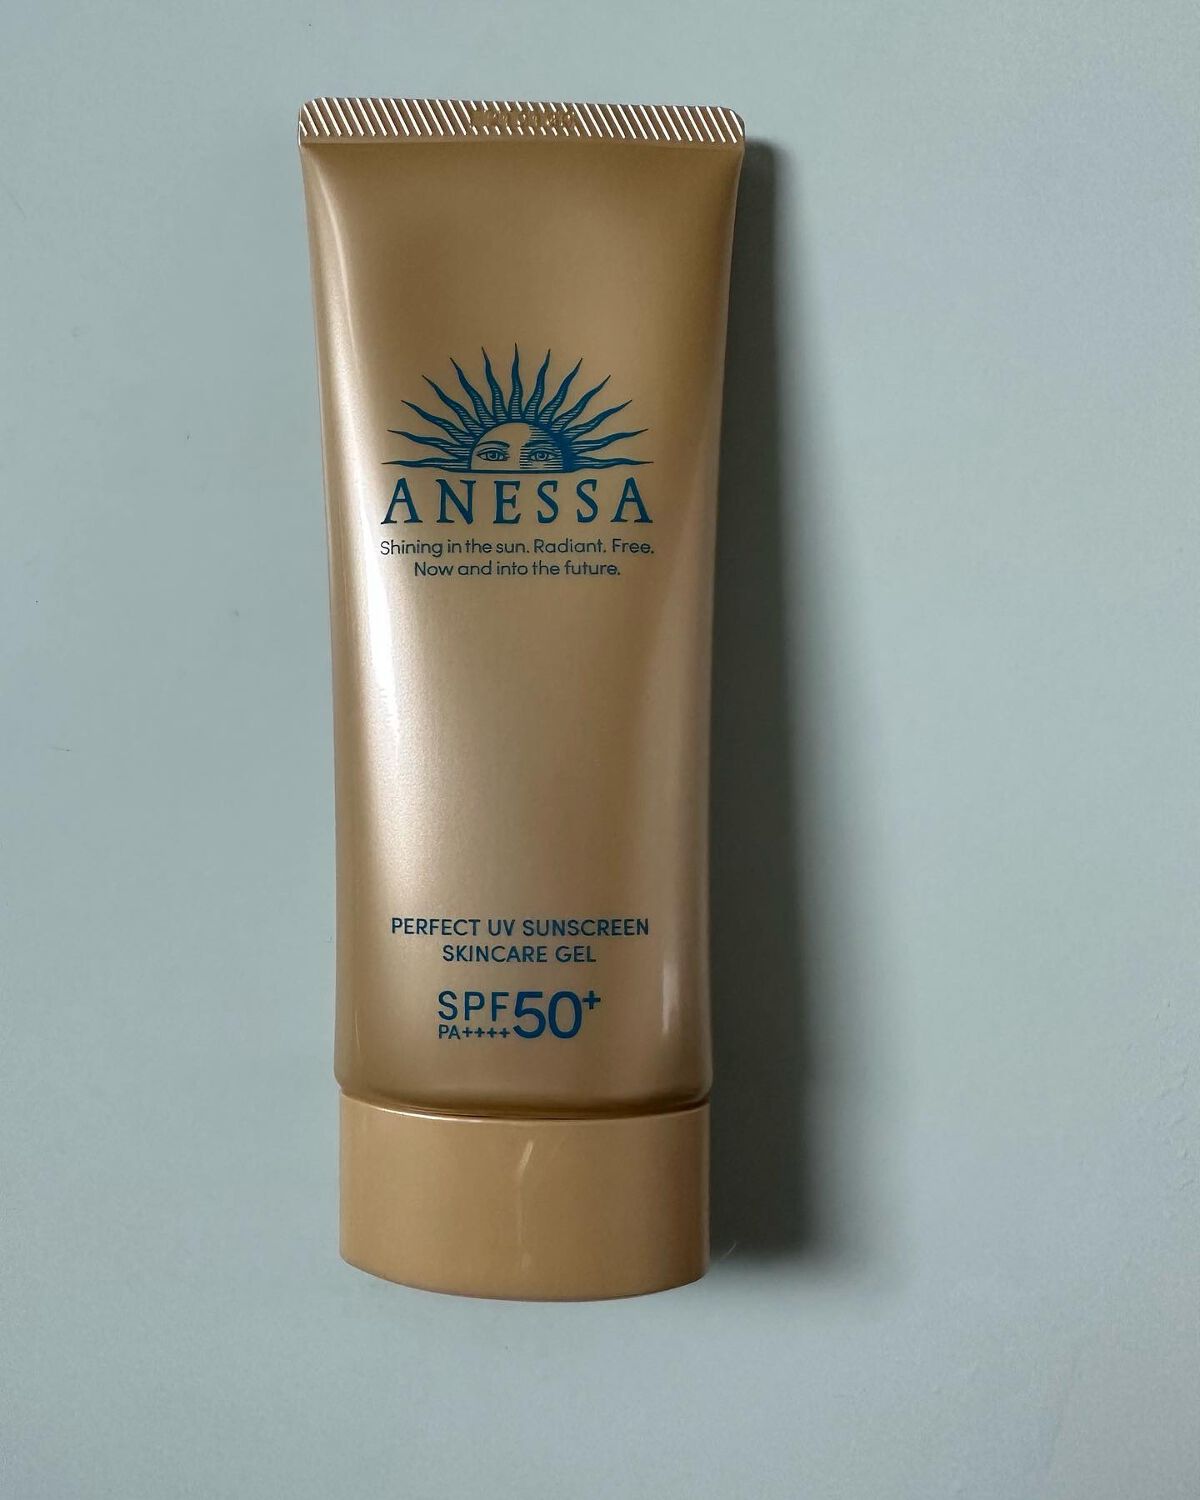 ANESSA
Shining in the sun. Radiant. Free.
Now and into the future.
PERFECT UV SUNSCREEN
SKINCARE GEL
SPF50+
PA++++